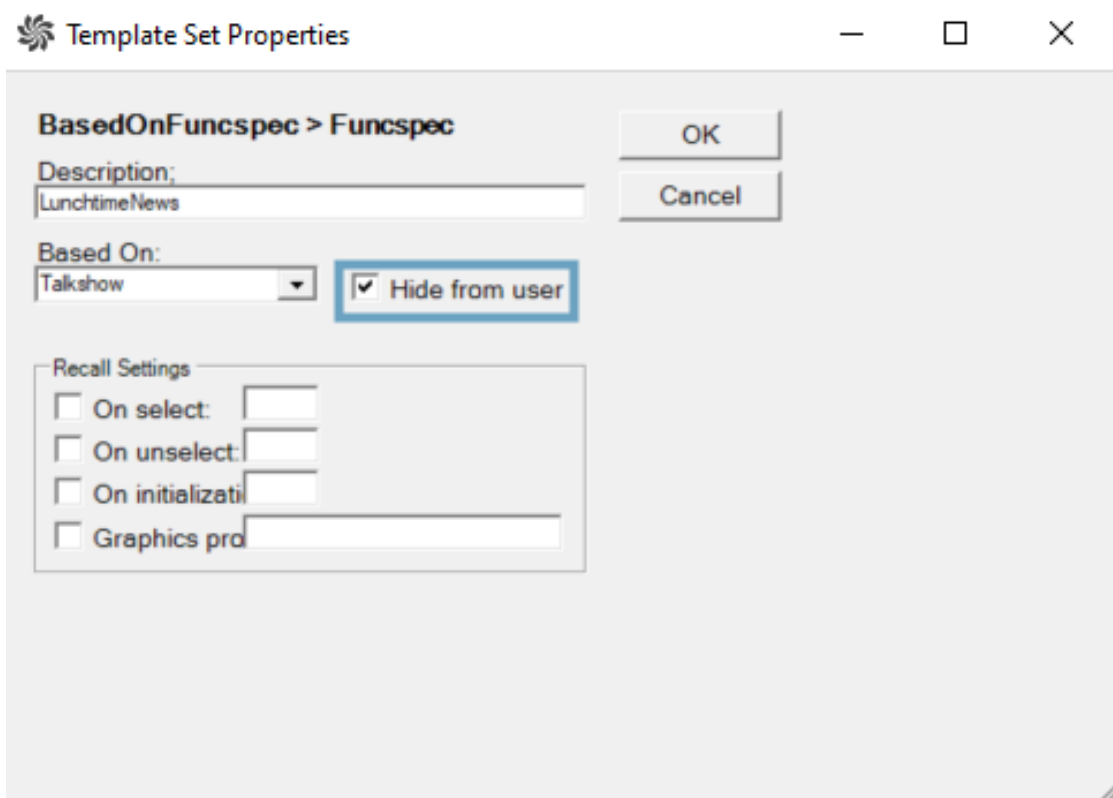 Template Set Properties
BasedOnFuncspec > Funcspec
OK
Description;
LunchtimeNews
Cancel
Based On:
Talkshow
Hide from user
Recall Settings
On select:
On unselect:
On initializati
Graphics pro